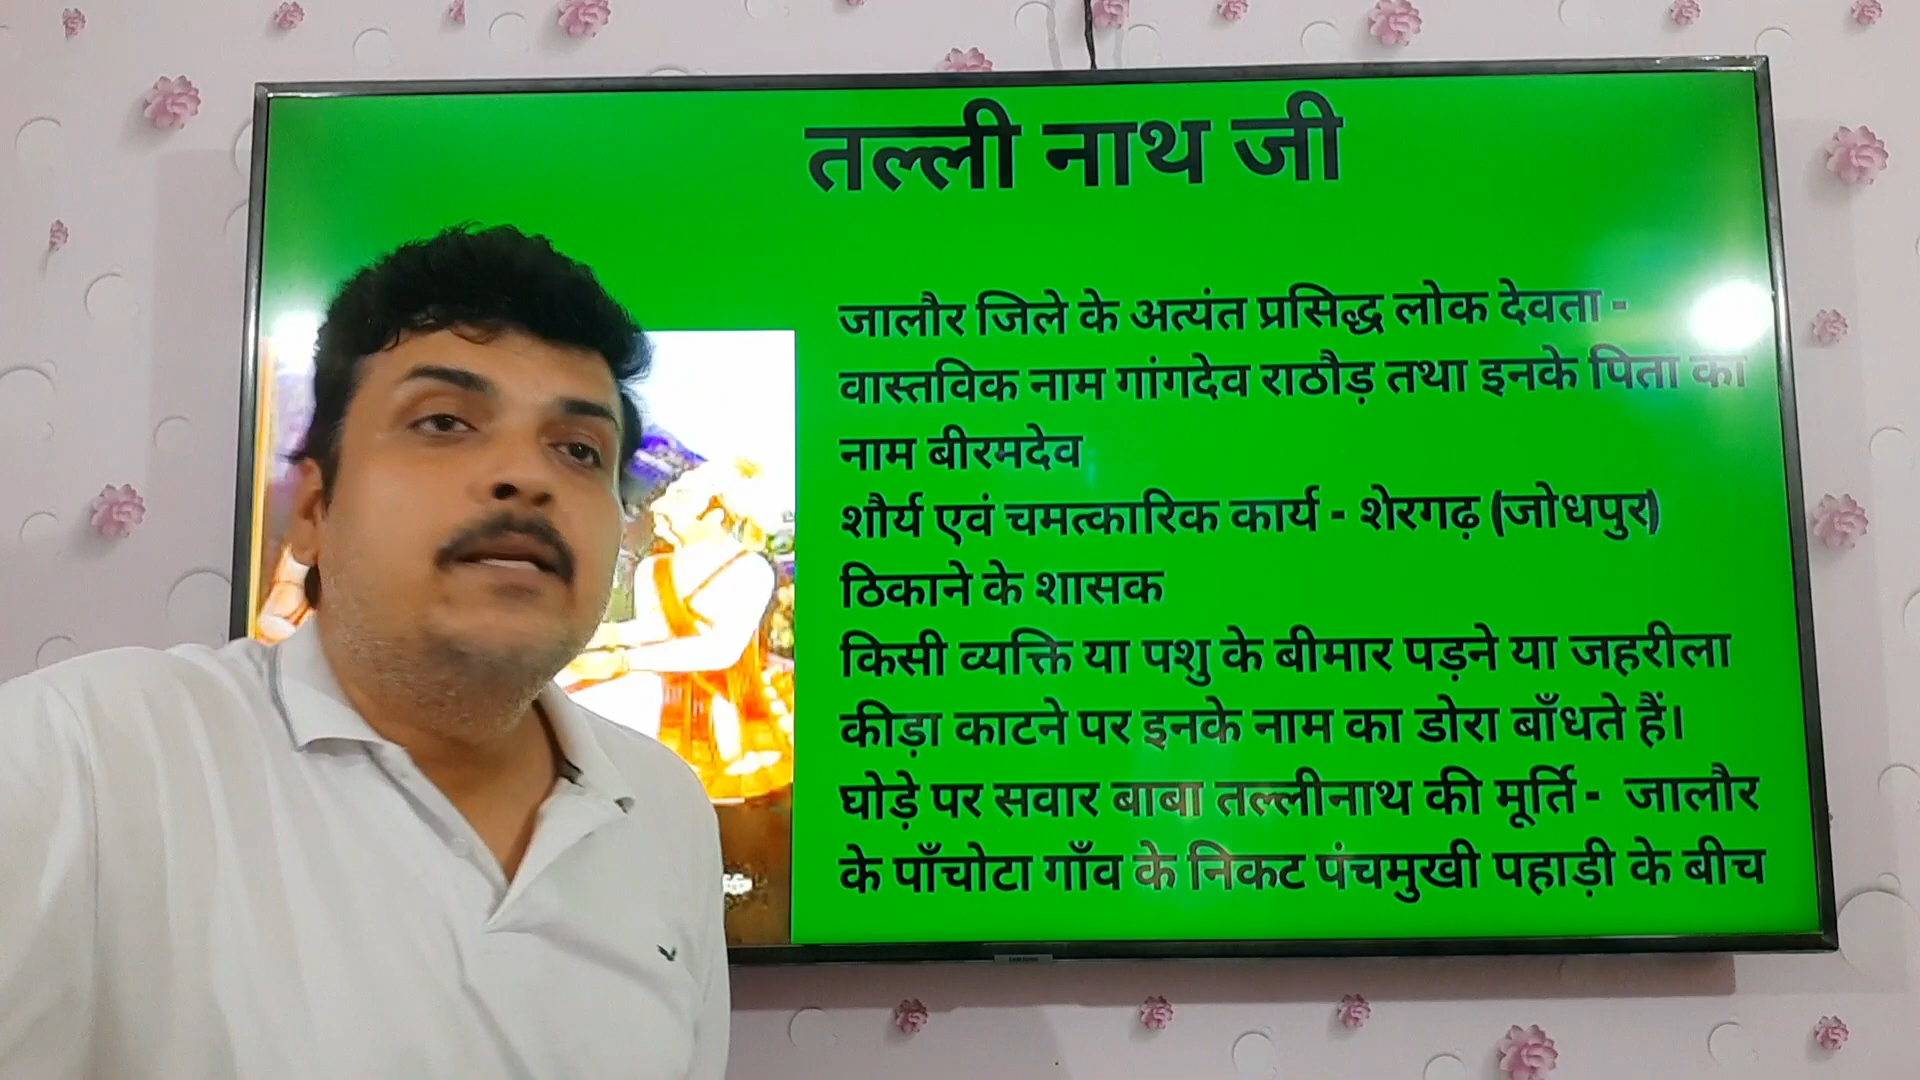 तल्ली नाथ जी
जालौर जिले के अत्यंत प्रसिद्ध लोक देवता -
वास्तविक नाम गांगदेव राठौड़ तथा इनके पिता का
नाम बीरमदेव
शौर्य एवं चमत्कारिक कार्य - शेरगढ़ (जोधपुर)
ठिकाने के शासक
किसी व्यक्ति या पशु के बीमार पड़ने या जहरीला
कीड़ा काटने पर इनके नाम का डोरा बाँधते हैं।
घोड़े पर सवार बाबा तल्लीनाथ की मूर्ति - जालौर
के पाँचोटा गाँव के निकट पंचमुखी पहाड़ी के बीच